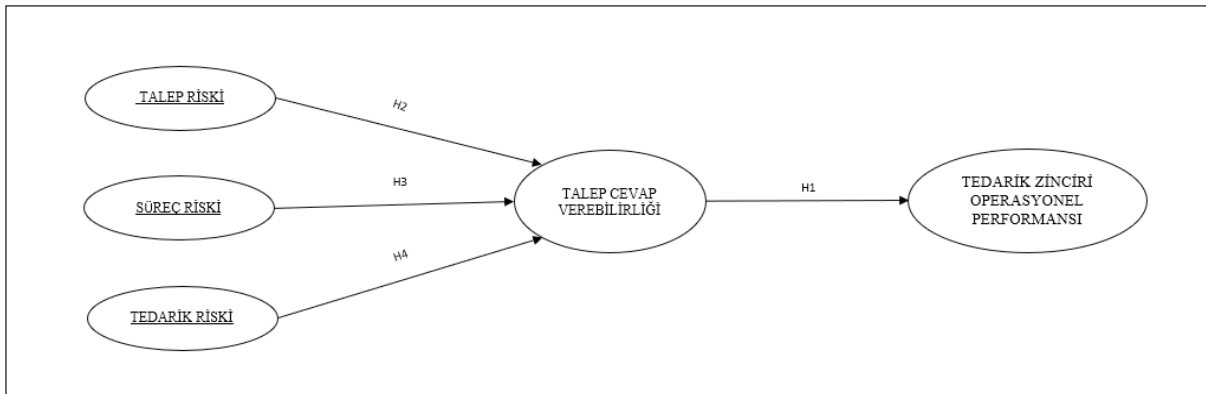 TALEP RİSKİ
H2
SÜREÇ RİSKİ
H3
TEDARİK RİSKİ
H4
TALEP CEVAP
VEREBİLİRLİĞİ
H1
TEDARİK ZİNCİRİ
OPERASYONEL
PERFORMANSI